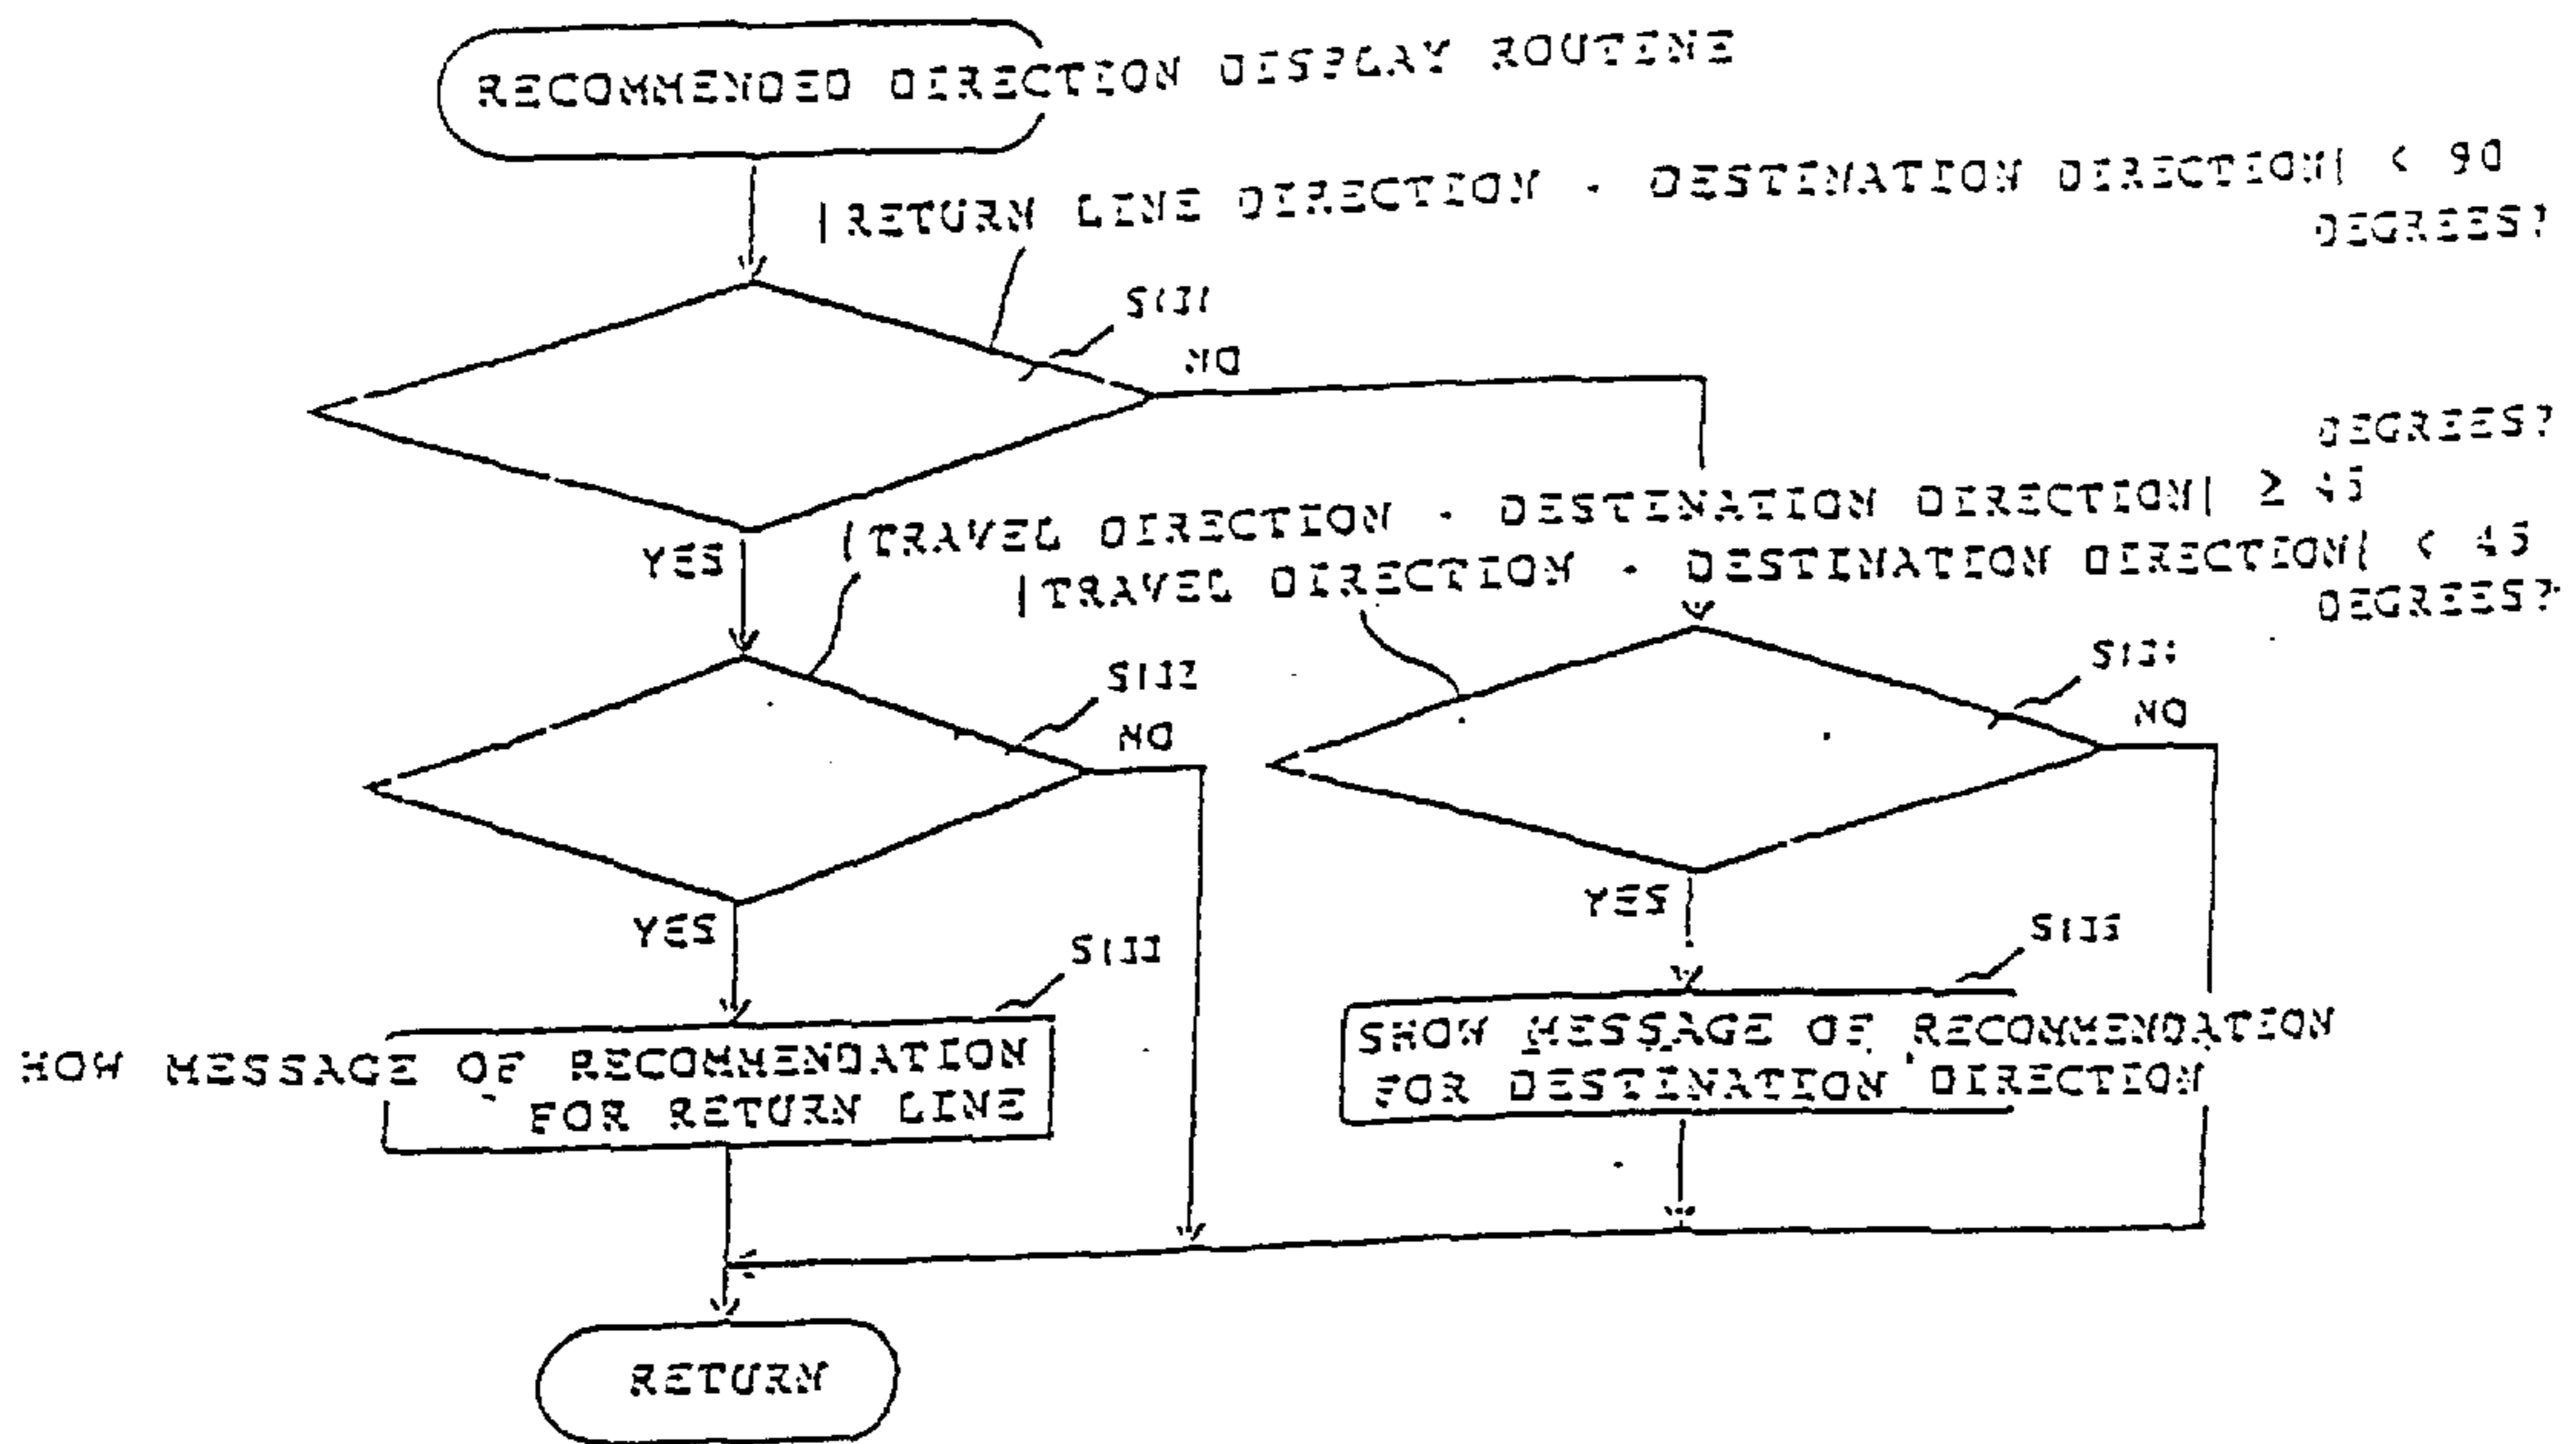 RECOMMENDED DIRECTION DISPLAY ROUTINE
|RETURN LINE DIRECTION - DESTINATION DIRECTION| < 90
DEGREES?
NO
DEGREES?
|TRAVEL DIRECTION - DESTINATION DIRECTION| ≥ 45
YES
|TRAVEL DIRECTION - DESTINATION DIRECTION| < 45
DEGREES?
NO
NO
YES
YES
HOW MESSAGE OF RECOMMENDATION
FOR RETURN LINE
SHOW MESSAGE OF RECOMMENDATION
FOR DESTINATION DIRECTION
RETURN